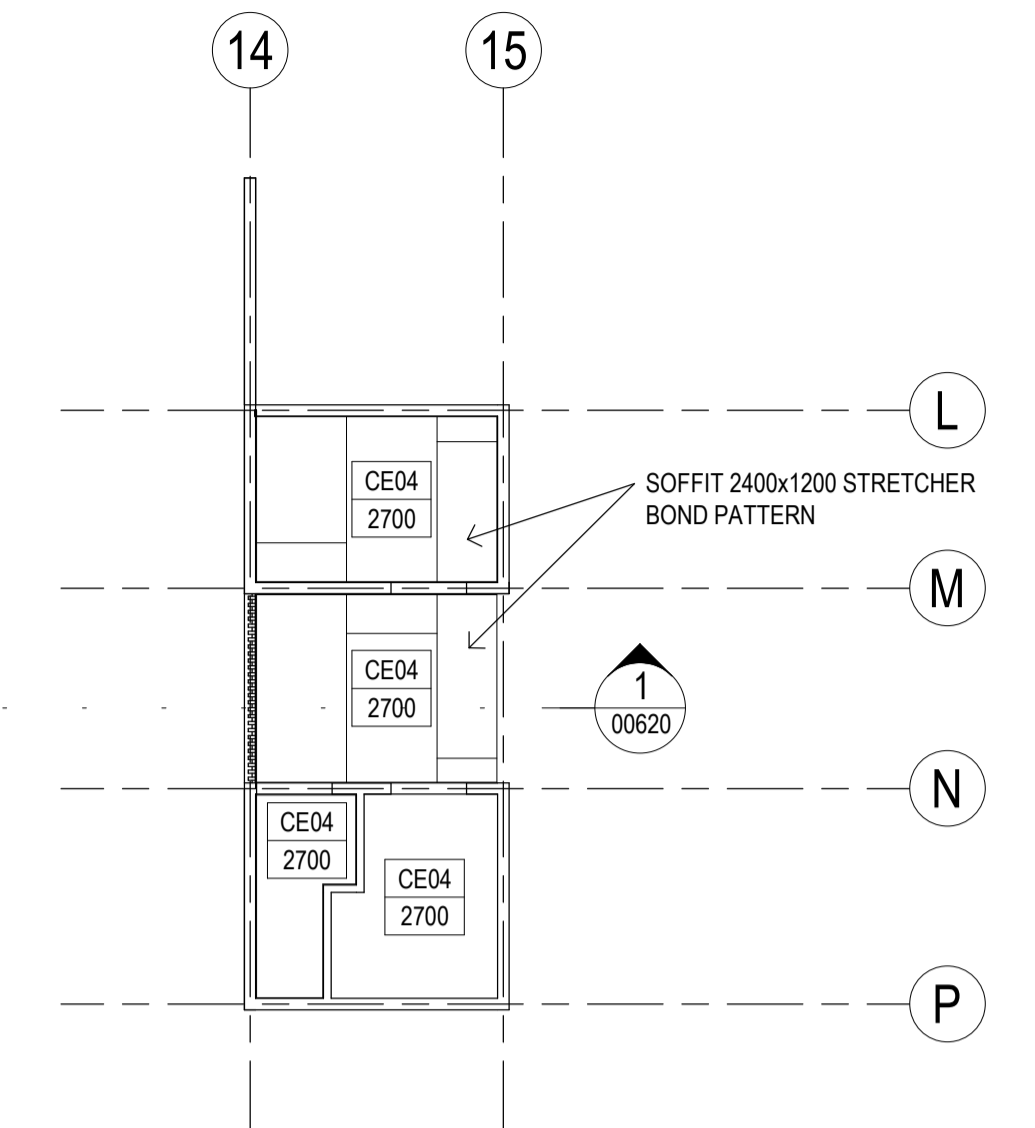 14
15
L
CE04
2700
SOFFIT 2400x1200 STRETCHER
BOND PATTERN
M
CE04
2700
1
00620
N
CE04
2700
CE04
2700
P